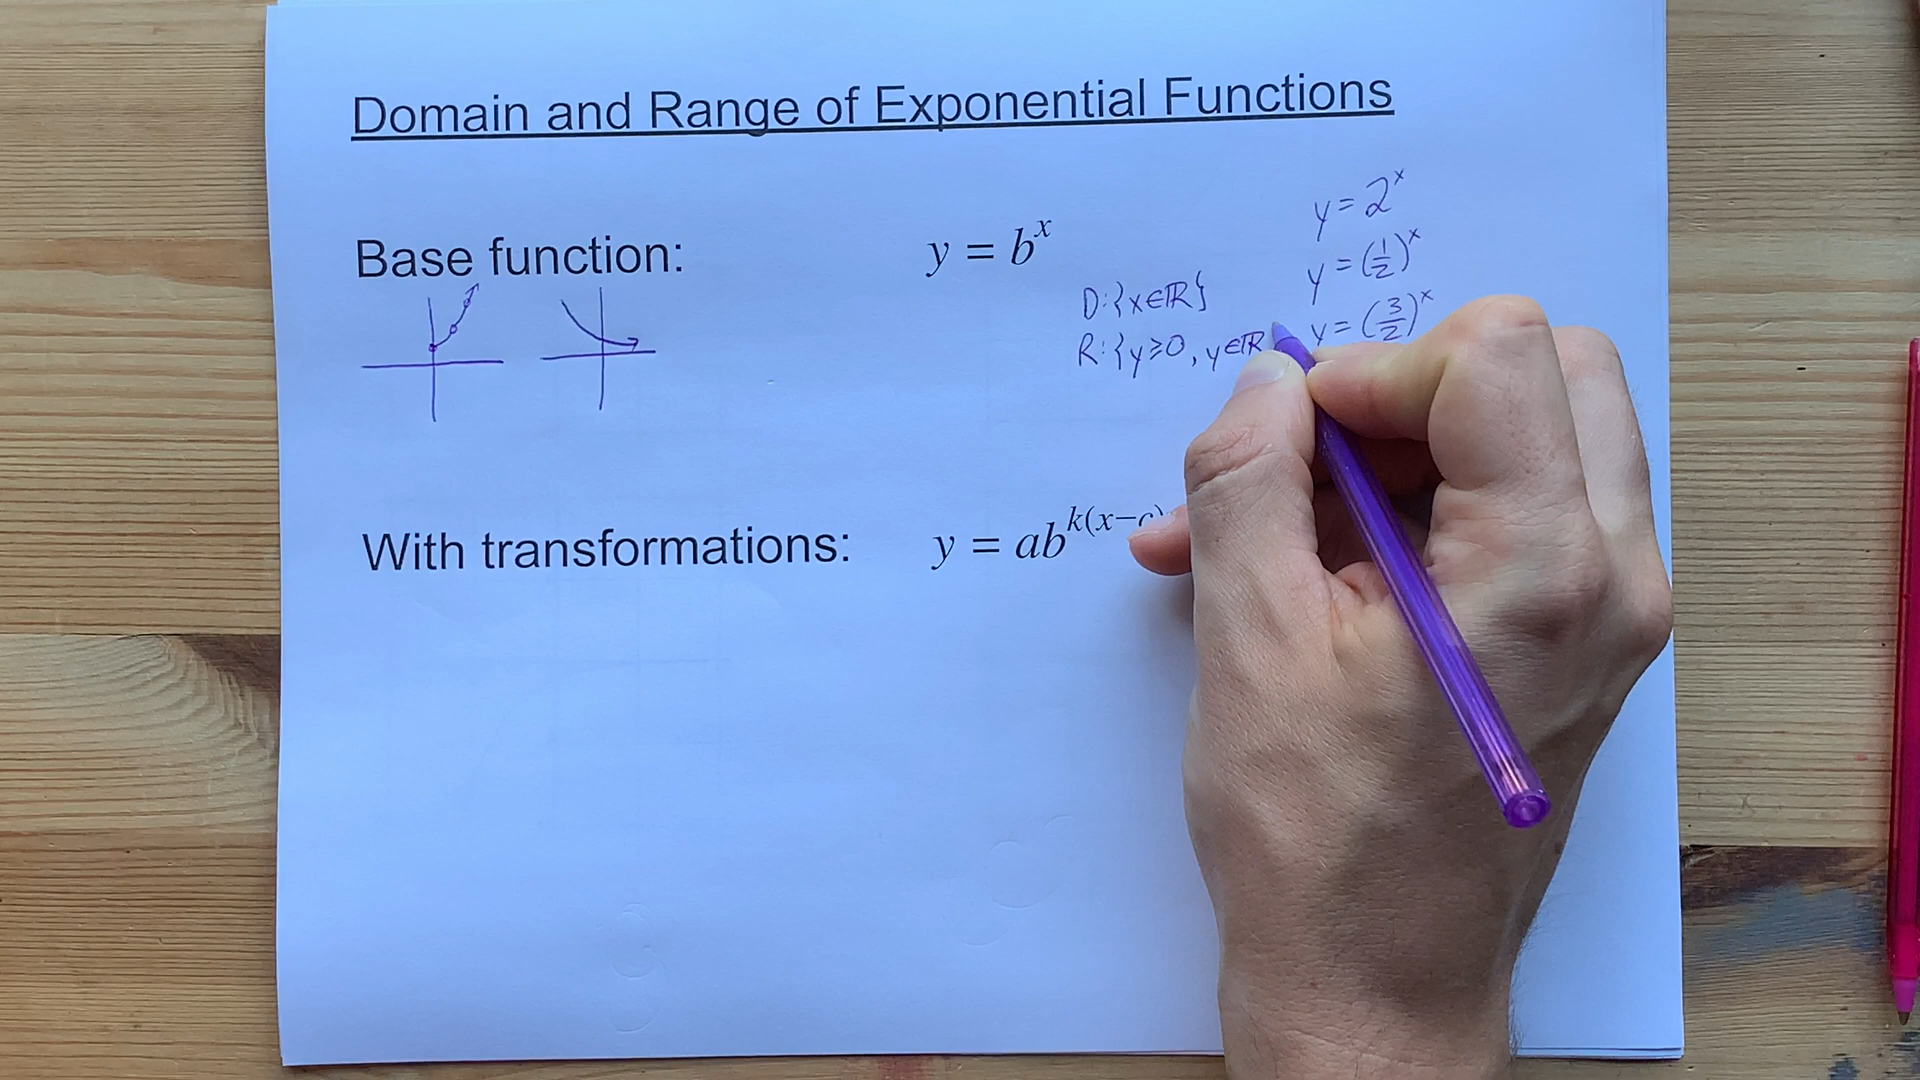 Domain and Range of Exponential Functions
Base function:
y = b^x
y = 2^x
y = (1/2)^x
y = (3/2)^x
D:{x∈ℝ}
R:{y≥0, y∈ℝ
With transformations:
y = ab^k(x−c)